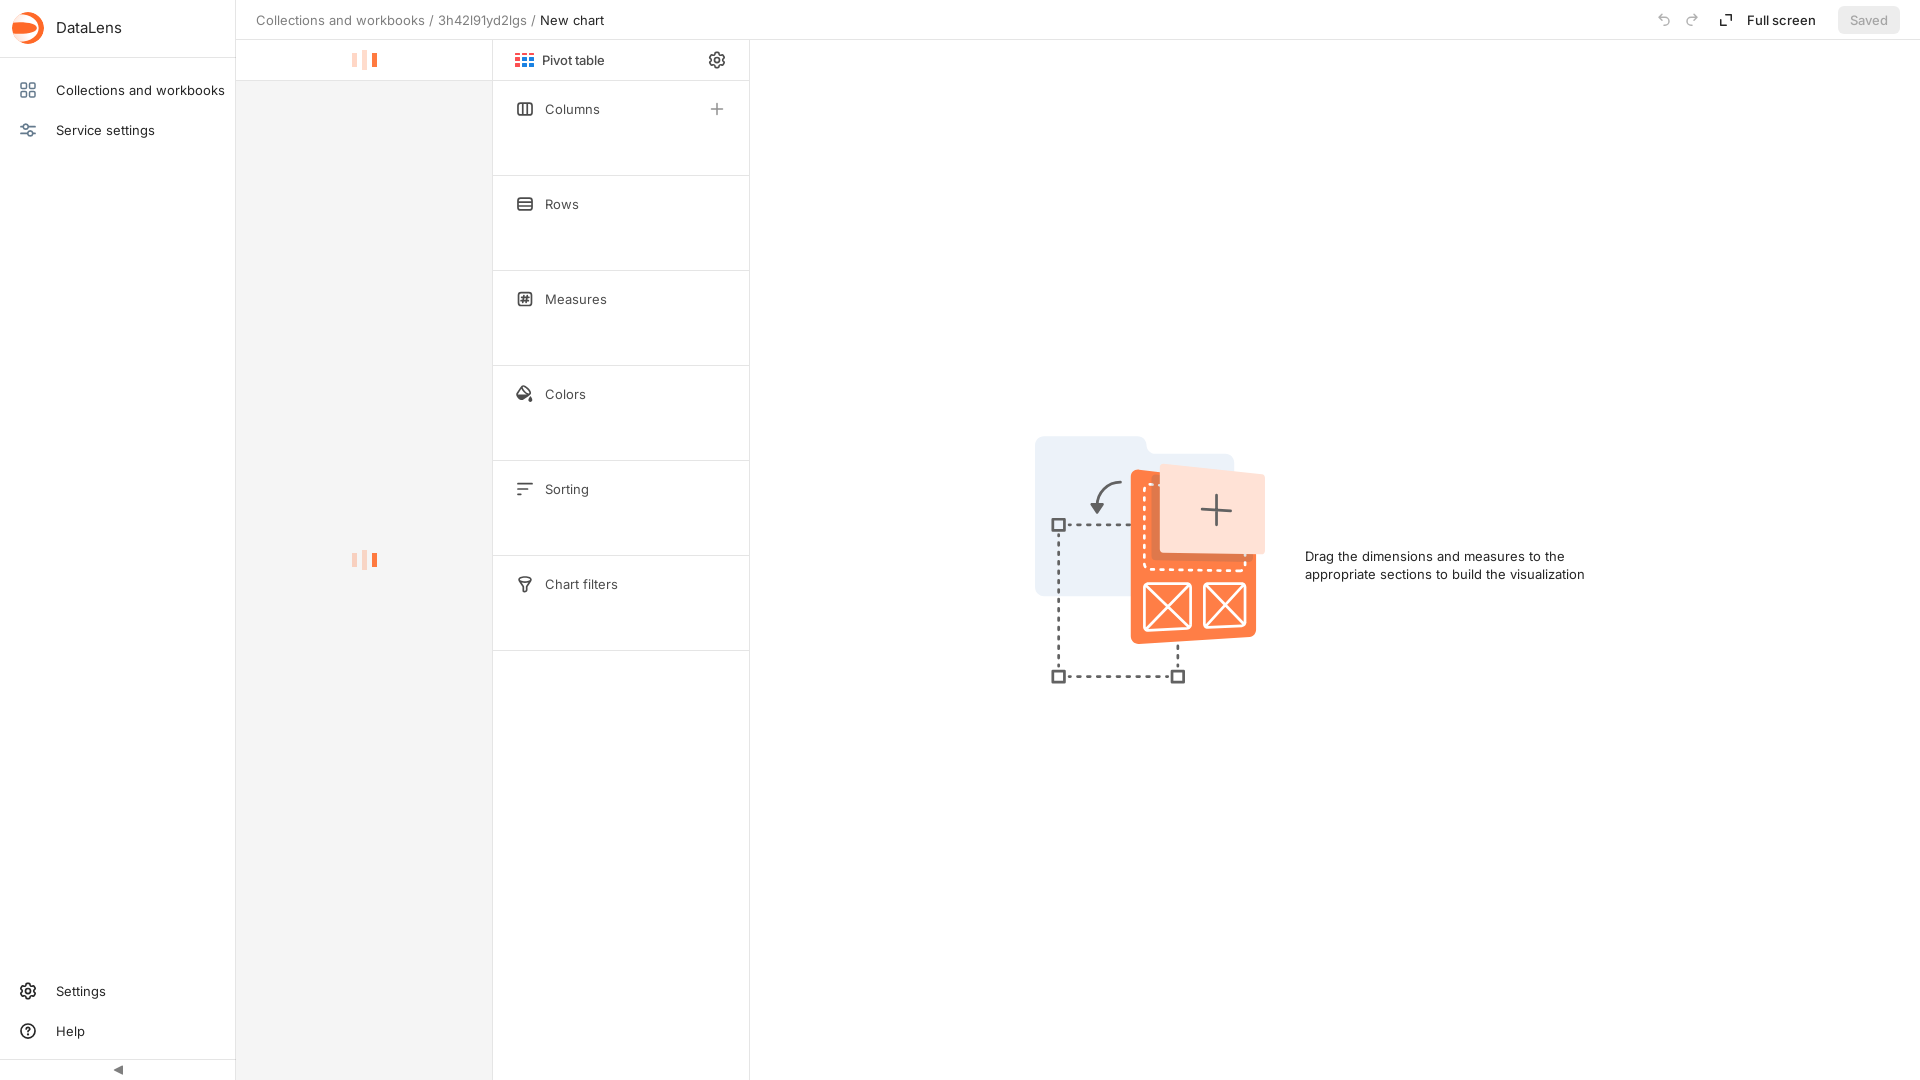 DataLens
Collections and workbooks / 3h42l91yd2lgs / New chart
Full screen
Saved
Collections and workbooks
Service settings
Pivot table
Columns
Rows
Measures
Colors
Sorting
Chart filters
Drag the dimensions and measures to the
appropriate sections to build the visualization
Settings
Help